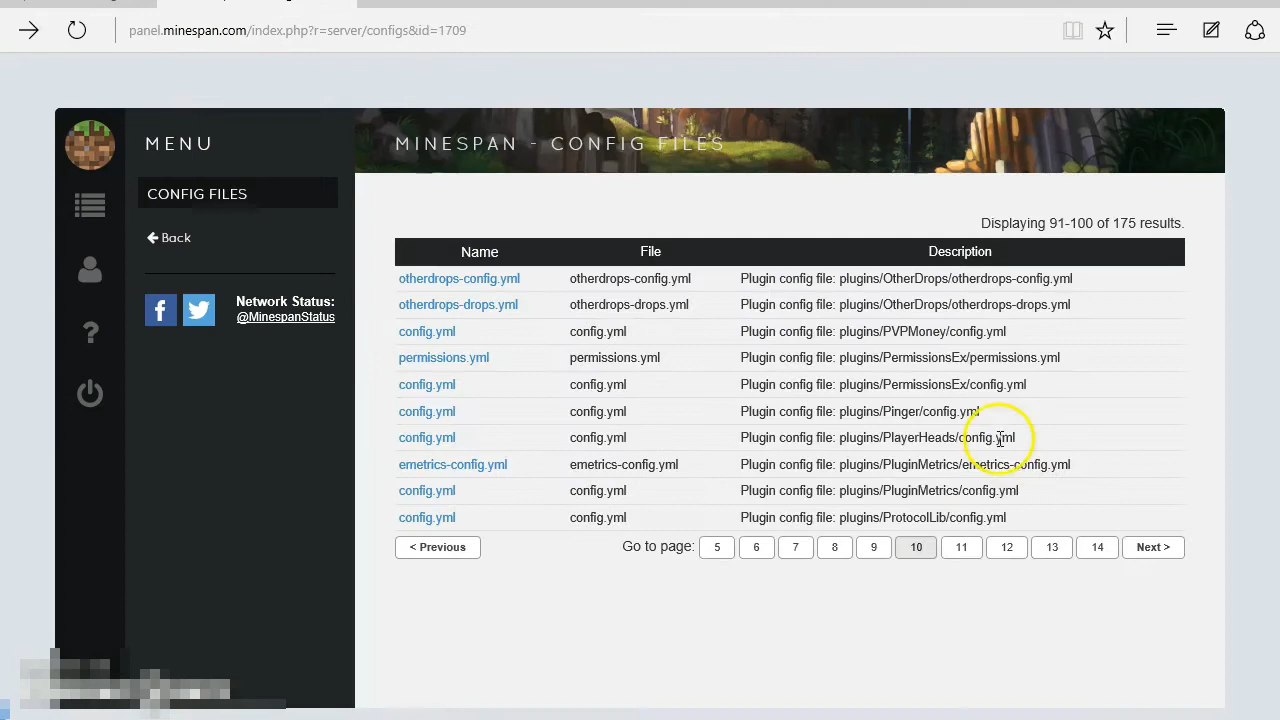 panel.minespan.com/index.php?r=server/configs&id=1709
MENU
MINESPAN - CONFIG FILES
CONFIG FILES
Back
Network Status:
@MinespanStatus
Displaying 91-100 of 175 results.
Name File Description
otherdrops-config.yml otherdrops-config.yml Plugin config file: plugins/OtherDrops/otherdrops-config.yml
otherdrops-drops.yml otherdrops-drops.yml Plugin config file: plugins/OtherDrops/otherdrops-drops.yml
config.yml config.yml Plugin config file: plugins/PVPMoney/config.yml
permissions.yml permissions.yml Plugin config file: plugins/PermissionsEx/permissions.yml
config.yml config.yml Plugin config file: plugins/PermissionsEx/config.yml
config.yml config.yml Plugin config file: plugins/Pinger/config.yml
config.yml config.yml Plugin config file: plugins/PlayerHeads/config.yml
emetrics-config.yml emetrics-config.yml Plugin config file: plugins/PluginMetrics/emetrics-config.yml
config.yml config.yml Plugin config file: plugins/PluginMetrics/config.yml
config.yml config.yml Plugin config file: plugins/ProtocolLib/config.yml
< Previous Go to page: 5 6 7 8 9 10 11 12 13 14 Next >